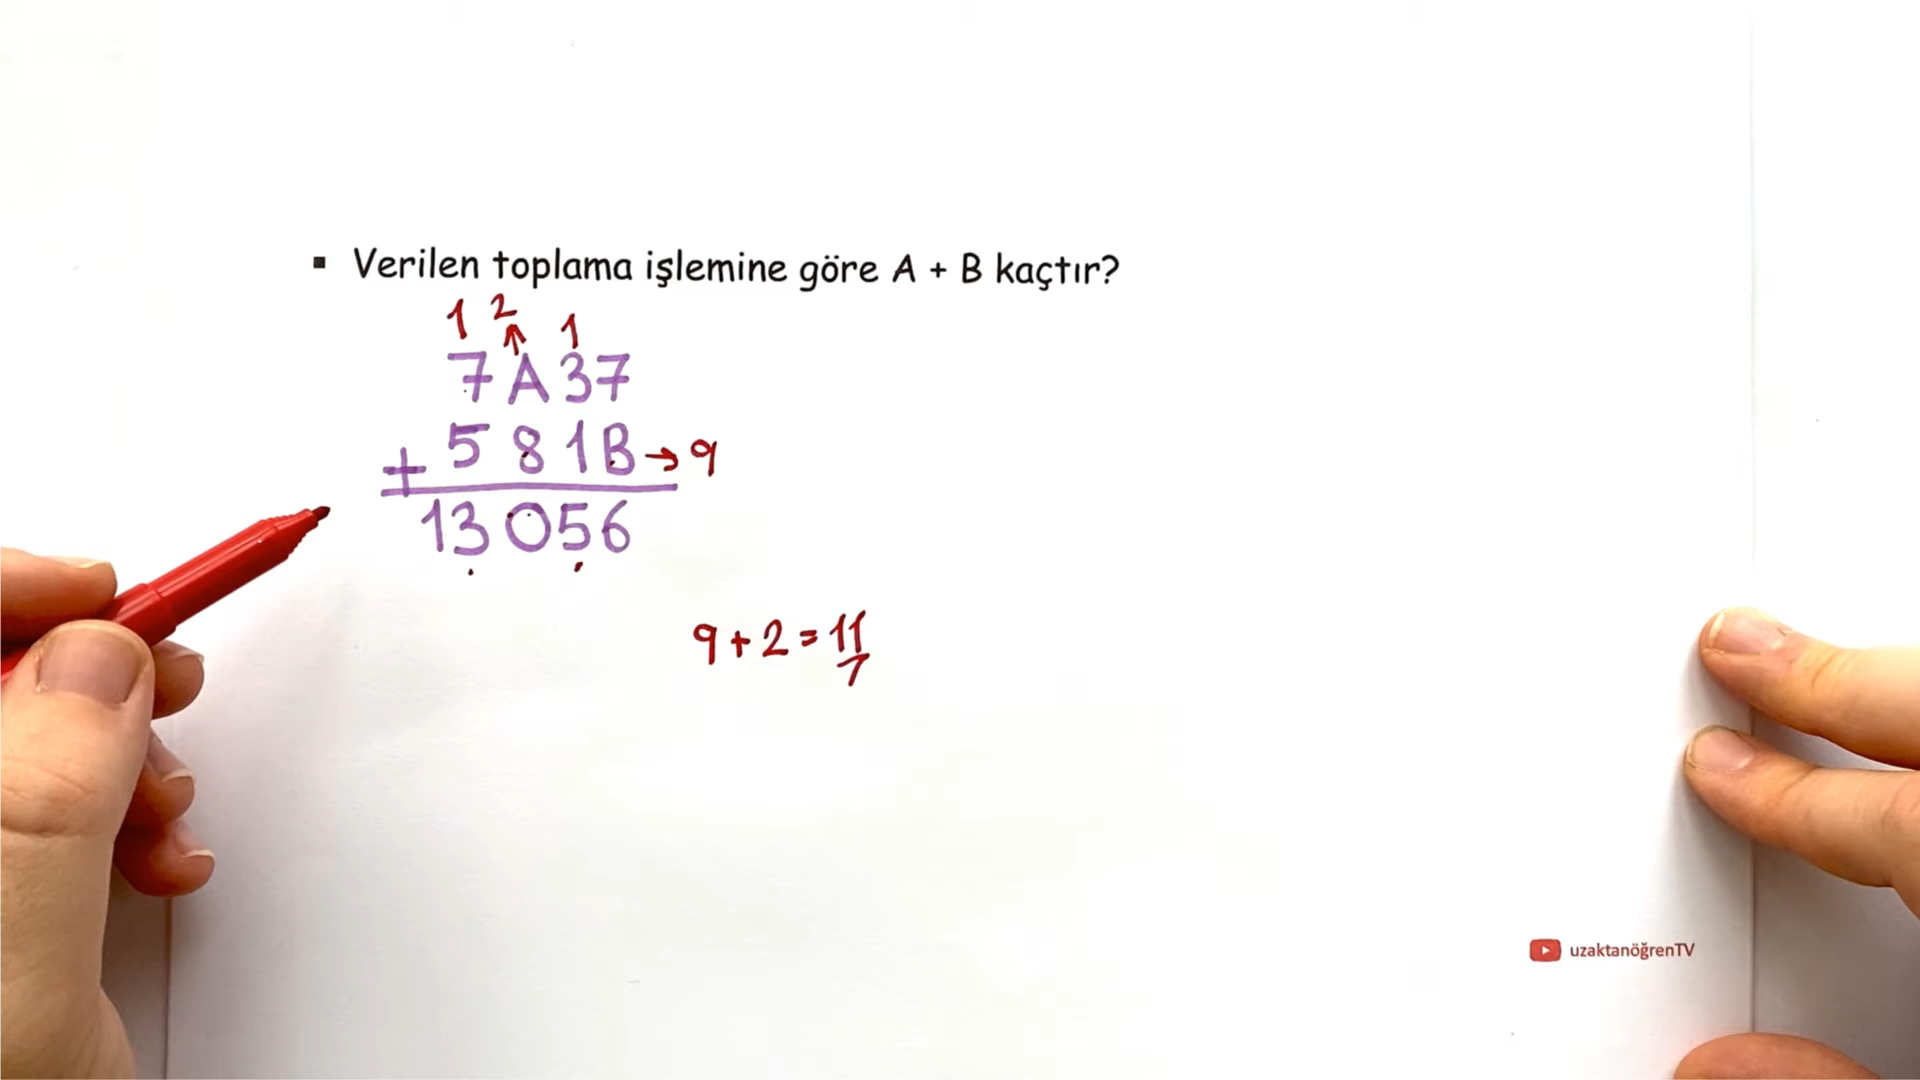 ▪ Verilen toplama işlemine göre A + B kaçtır?
1 2 1
7A37
+ 581B → 9
13056
9+2=11
uzaktanöğrenTV